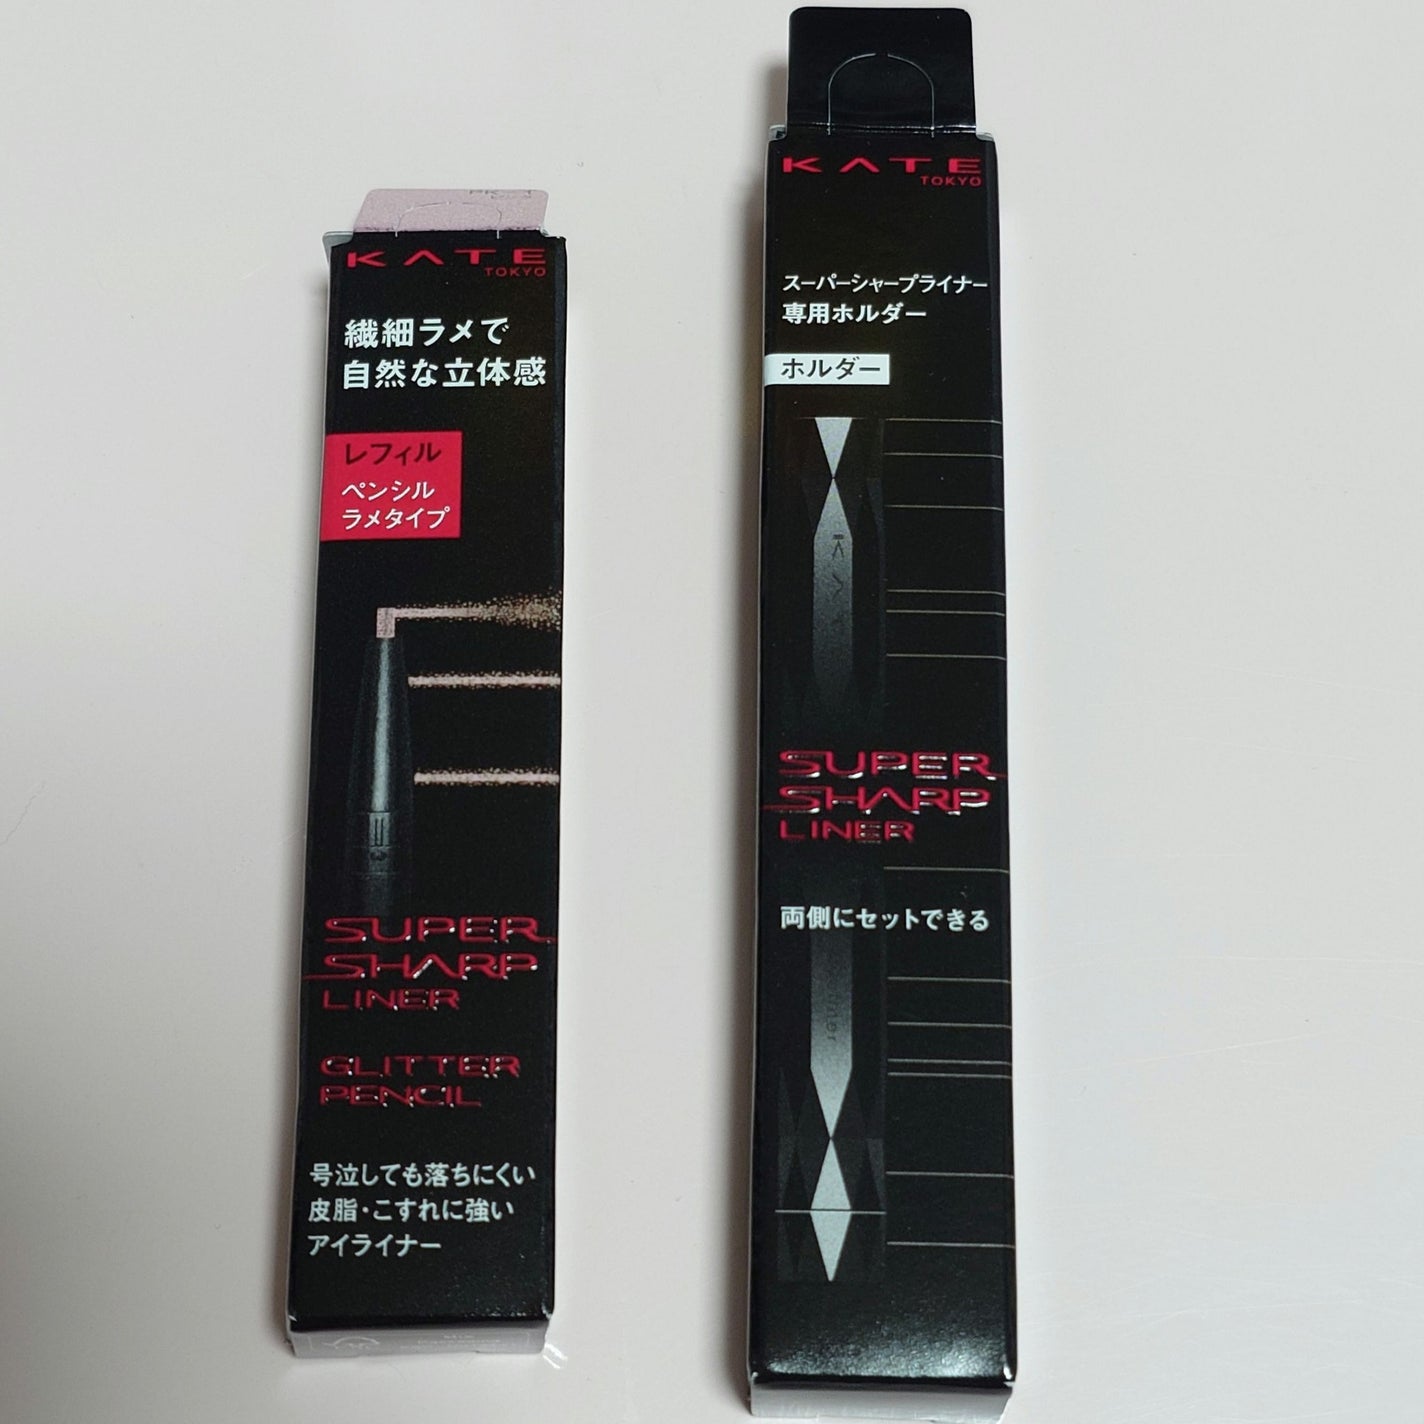 PK-1
KATE
TOKYO
繊細ラメで
自然な立体感
レフィル
ペンシル
ラメタイプ
SUPER
SHARP
LINER
GLITTER
PENCIL
号泣しても落ちにくい
皮脂・こすれに強い
アイライナー
KATE
TOKYO
スーパーシャープライナー
専用ホルダー
ホルダー
KA
SUPER
SHARP
LINER
両側にセットできる